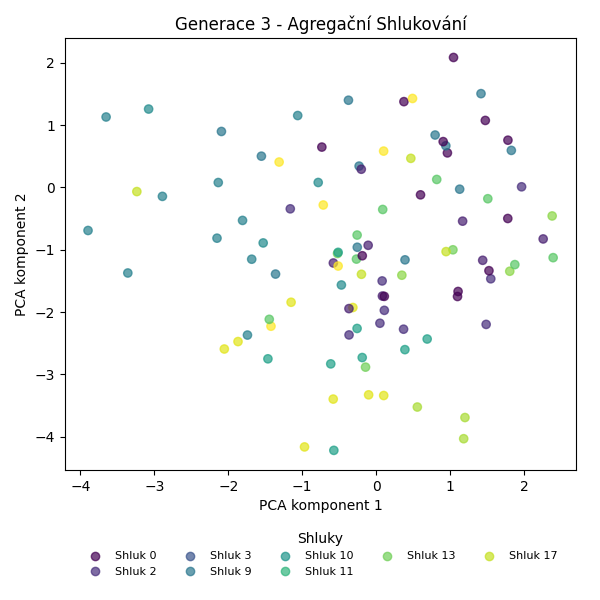 Generace 3 - Agregační Shlukování
PCA komponent 2
2
1
0
−1
−2
−3
−4
−4 −3 −2 −1 0 1 2
PCA komponent 1
Shluky
Shluk 0 Shluk 3 Shluk 10 Shluk 13 Shluk 17
Shluk 2 Shluk 9 Shluk 11